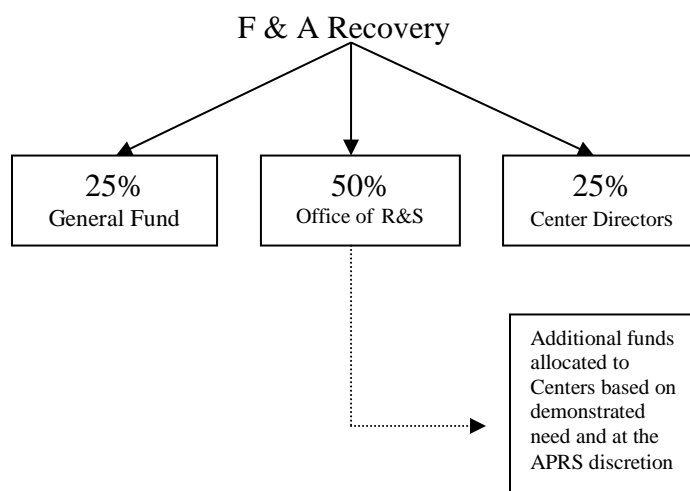 F & A Recovery
25%
General Fund
50%
Office of R&S
25%
Center Directors
Additional funds
allocated to
Centers based on
demonstrated
need and at the
APRS discretion